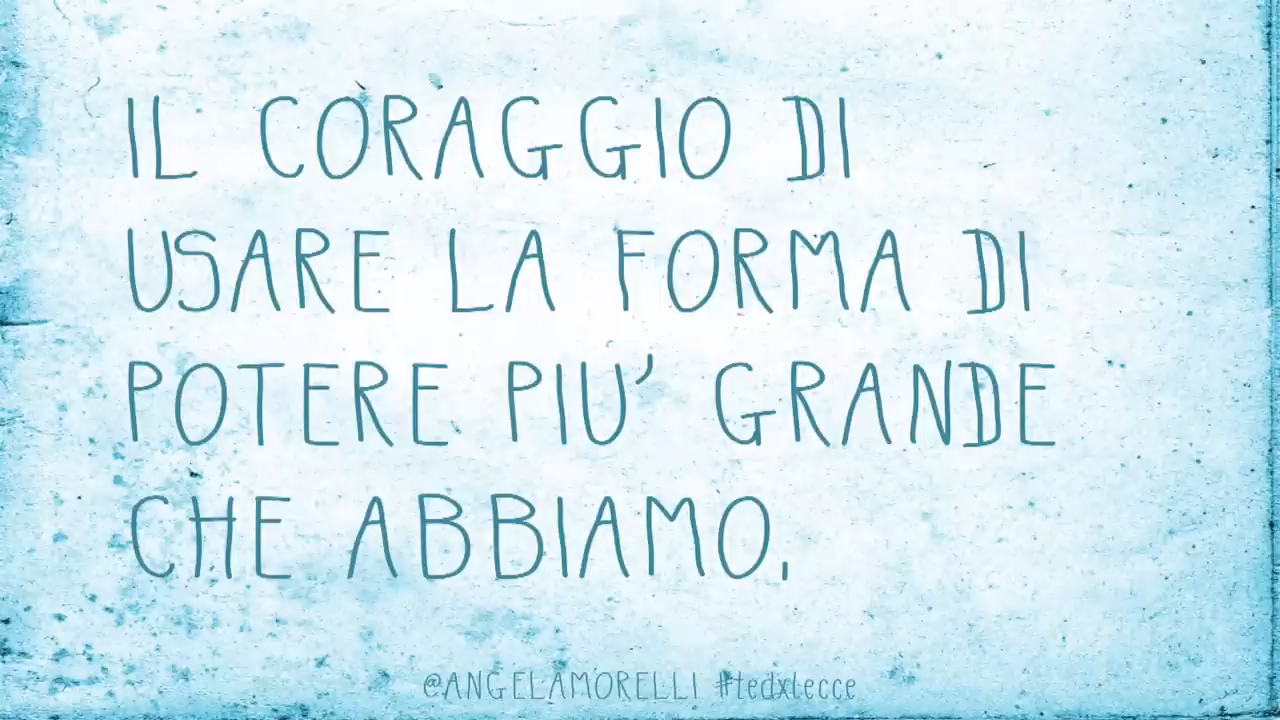 IL CORAGGIO DI
USARE LA FORMA DI
POTERE PIU' GRANDE
CHE ABBIAMO,
@ANGELAMORELLI #tedxlecce